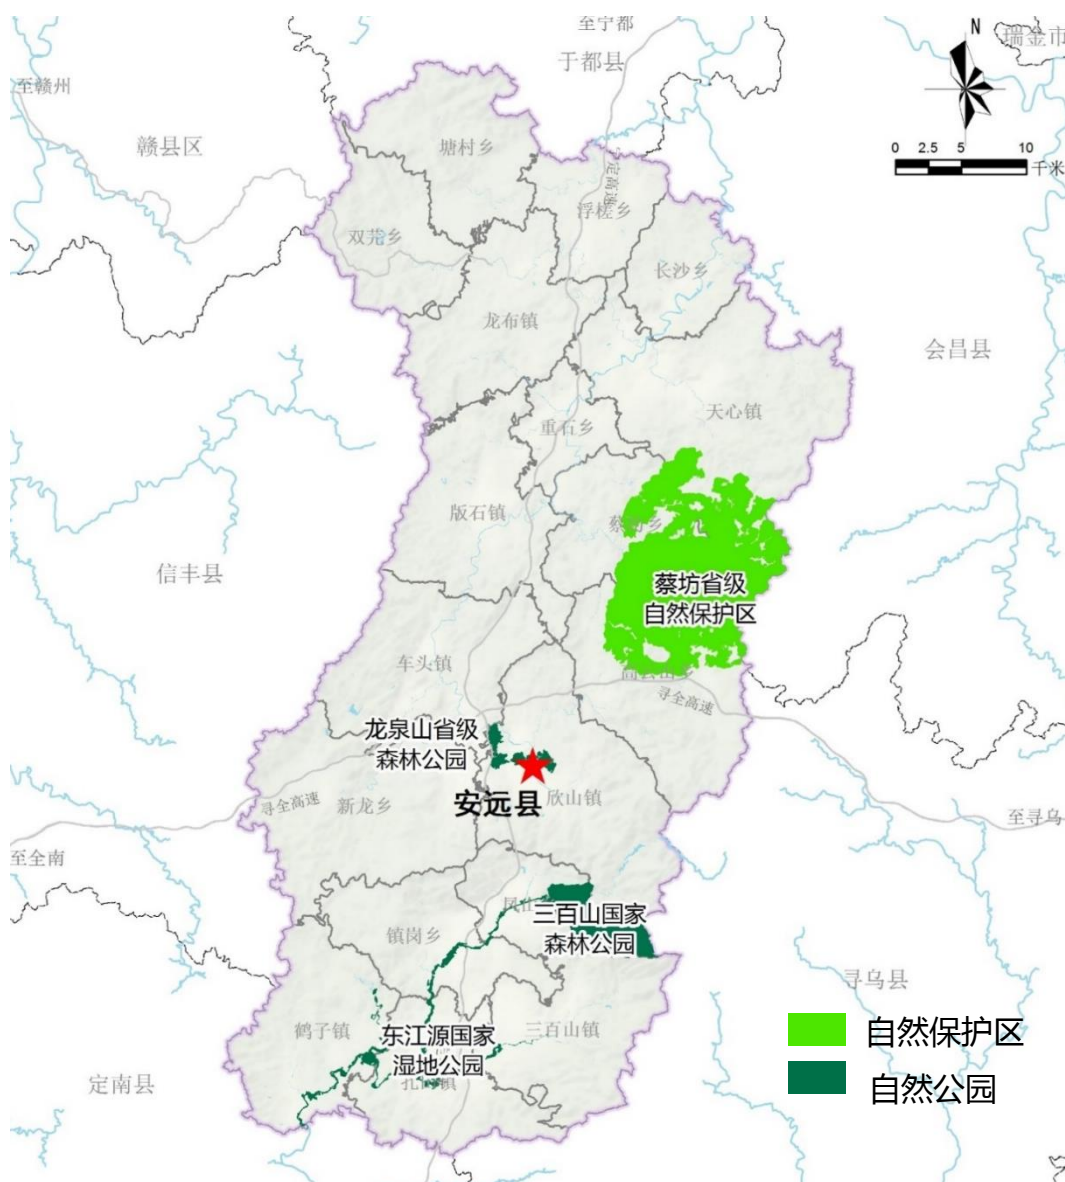 至宁都
N
瑞金市
于都县
至赣州
0 2.5 5 10
千米
赣县区
塘村乡
宁定高速
浮槎乡
双芫乡
长沙乡
龙布镇
会昌县
天心镇
重石乡
版石镇
信丰县
蔡坊省级
自然保护区
车头镇
寻全高速
龙泉山省级
森林公园
安远县
欣山镇
寻全高速
新龙乡
至寻乌
至全南
三百山国家
森林公园
镇岗乡
寻乌县
鹤子镇
东江源国家
湿地公园
三百山镇
定南县
自然保护区
自然公园